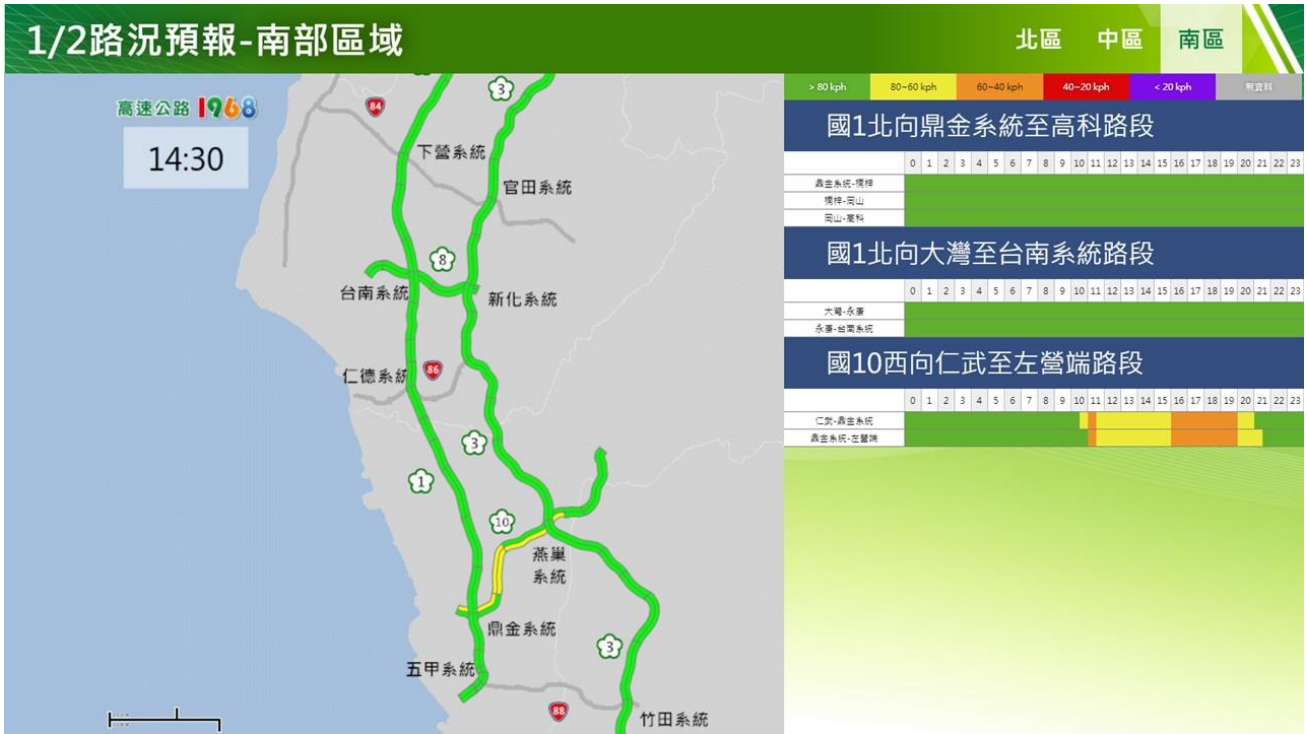 1/2路況預報-南部區域
北區 中區 南區
高速公路1968
14:30
3
84
下營系統
官田系統
8
台南系統
新化系統
仁德系統
86
3
1
10
燕巢
系統
鼎金系統
3
五甲系統
88
竹田系統
> 80 kph 80~60 kph 60~40 kph 40~20 kph < 20 kph 無資料
國1北向鼎金系統至高科路段
0 1 2 3 4 5 6 7 8 9 10 11 12 13 14 15 16 17 18 19 20 21 22 23
鼎金系統-楠梓
楠梓-岡山
岡山-高科
國1北向大灣至台南系統路段
0 1 2 3 4 5 6 7 8 9 10 11 12 13 14 15 16 17 18 19 20 21 22 23
大灣-永康
永康-台南系統
國10西向仁武至左營端路段
0 1 2 3 4 5 6 7 8 9 10 11 12 13 14 15 16 17 18 19 20 21 22 23
仁武-鼎金系統
鼎金系統-左營端